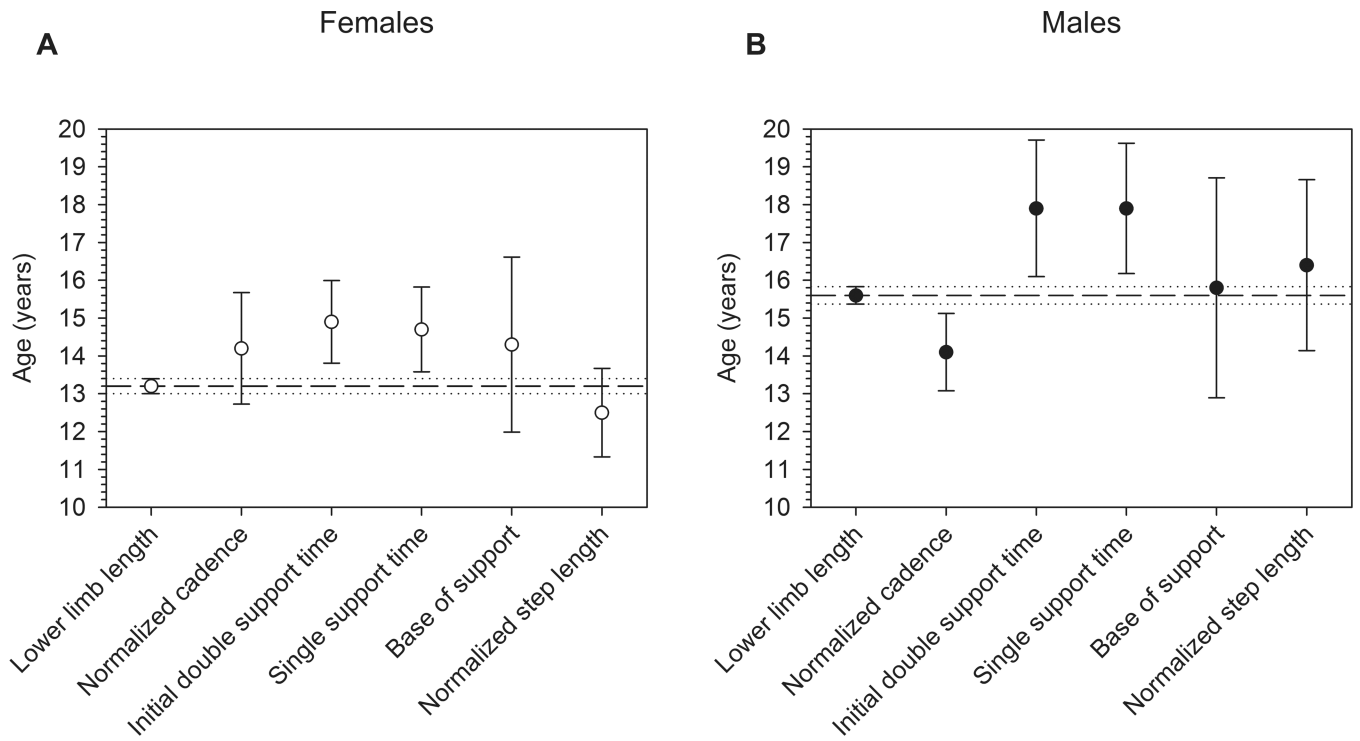 Females
A
20
19
18
17
16
15
14
13
12
11
10
Age (years)
Lower limb length
Normalized cadence
Initial double support time
Single support time
Base of support
Normalized step length
Males
B
20
19
18
17
16
15
14
13
12
11
10
Age (years)
Lower limb length
Normalized cadence
Initial double support time
Single support time
Base of support
Normalized step length